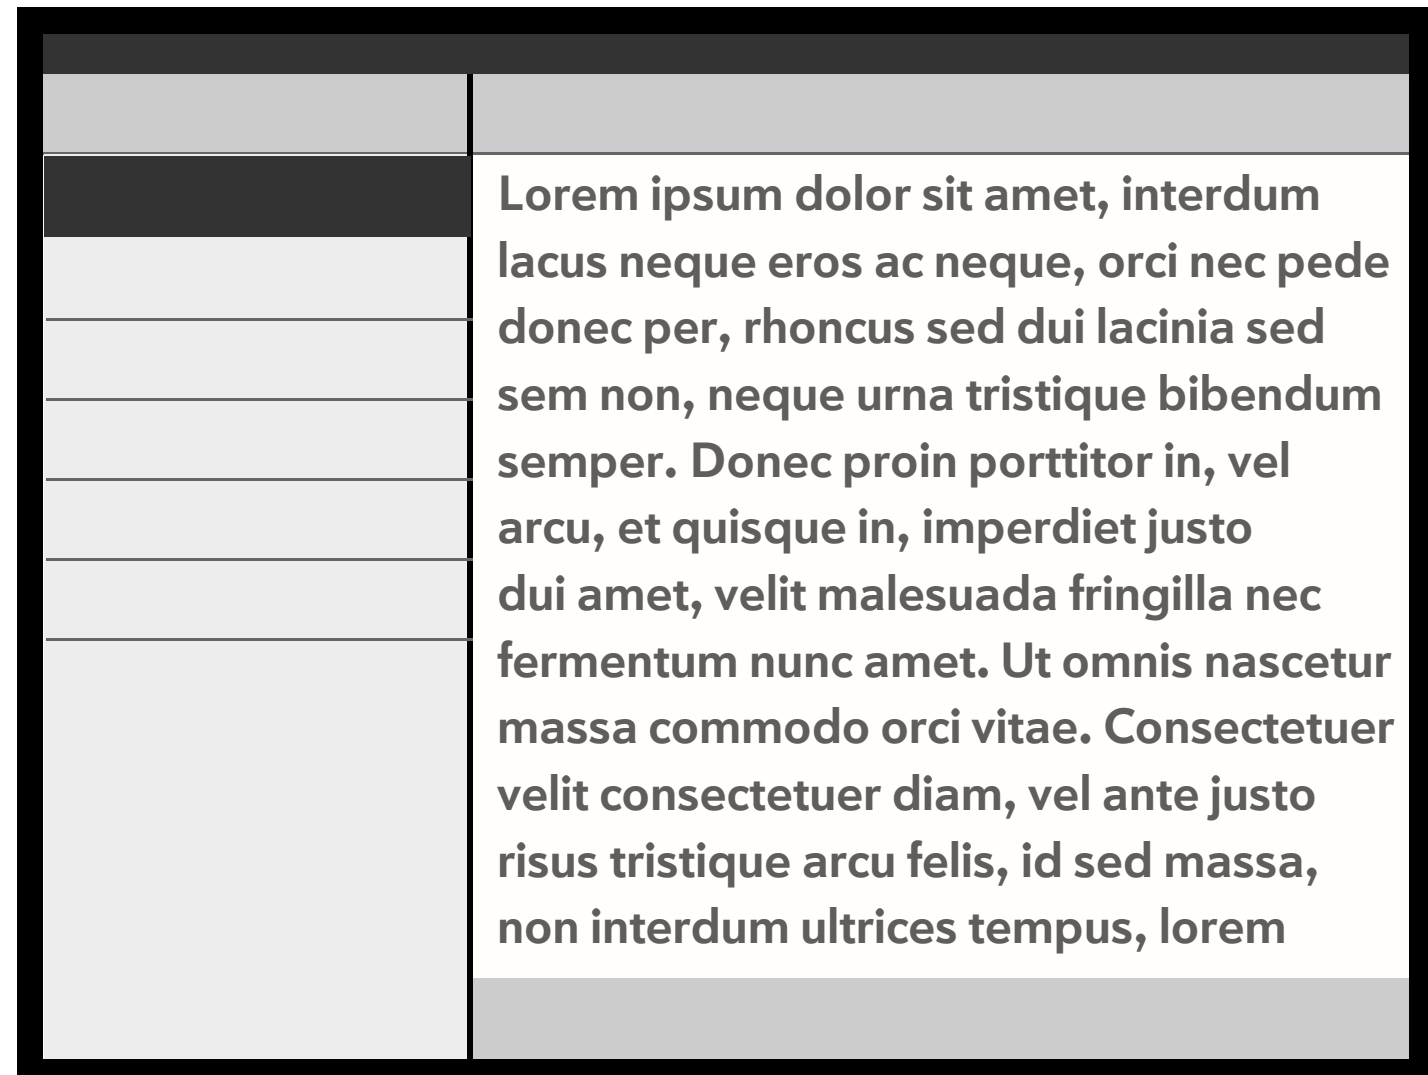 Lorem ipsum dolor sit amet, interdum
lacus neque eros ac neque, orci nec pede
donec per, rhoncus sed dui lacinia sed
sem non, neque urna tristique bibendum
semper. Donec proin porttitor in, vel
arcu, et quisque in, imperdiet justo
dui amet, velit malesuada fringilla nec
fermentum nunc amet. Ut omnis nascetur
massa commodo orci vitae. Consectetuer
velit consectetuer diam, vel ante justo
risus tristique arcu felis, id sed massa,
non interdum ultrices tempus, lorem